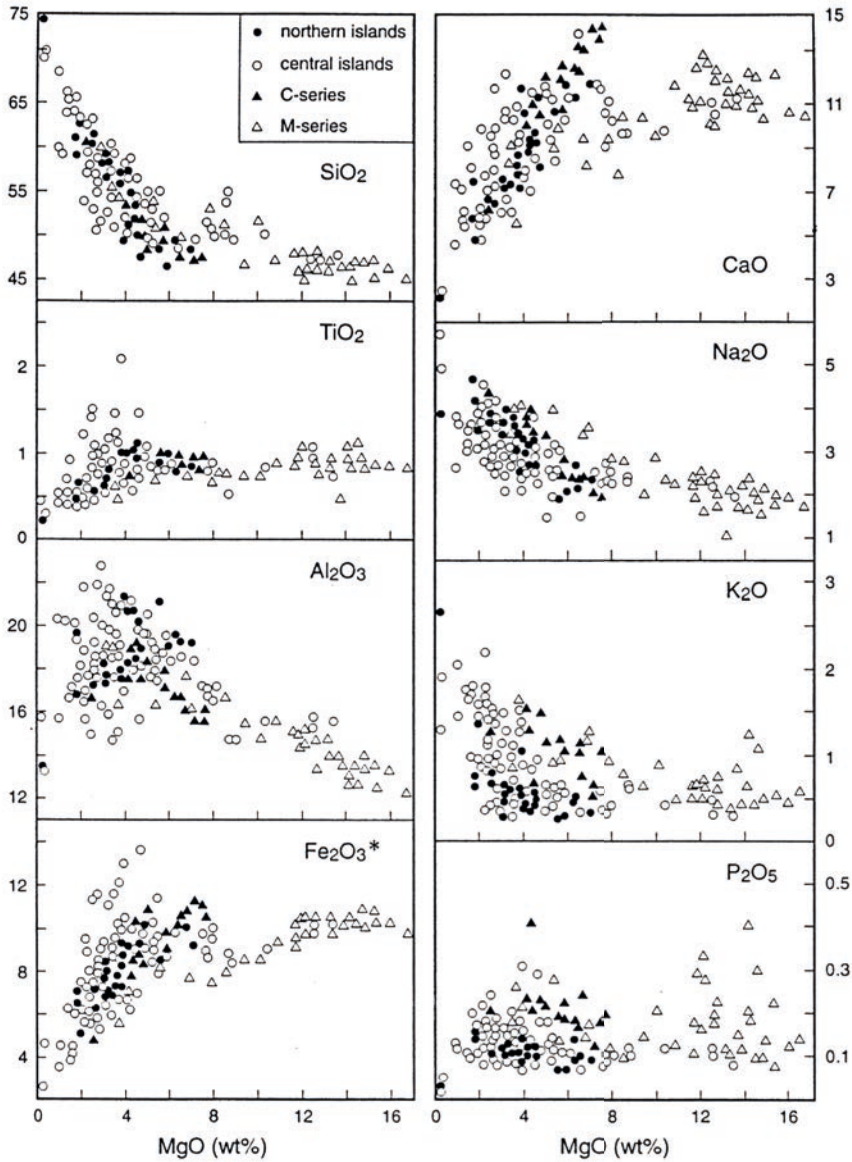 75
65
55
45
northern islands
central islands
C-series
M-series
SiO2
TiO2
2
1
0
Al2O3
20
16
12
Fe2O3*
12
8
4
0 4 8 12 16
MgO (wt%)
15
11
7
3
CaO
Na2O
5
3
1
K2O
3
2
1
0
P2O5
0.5
0.3
0.1
0 4 8 12 16
MgO (wt%)